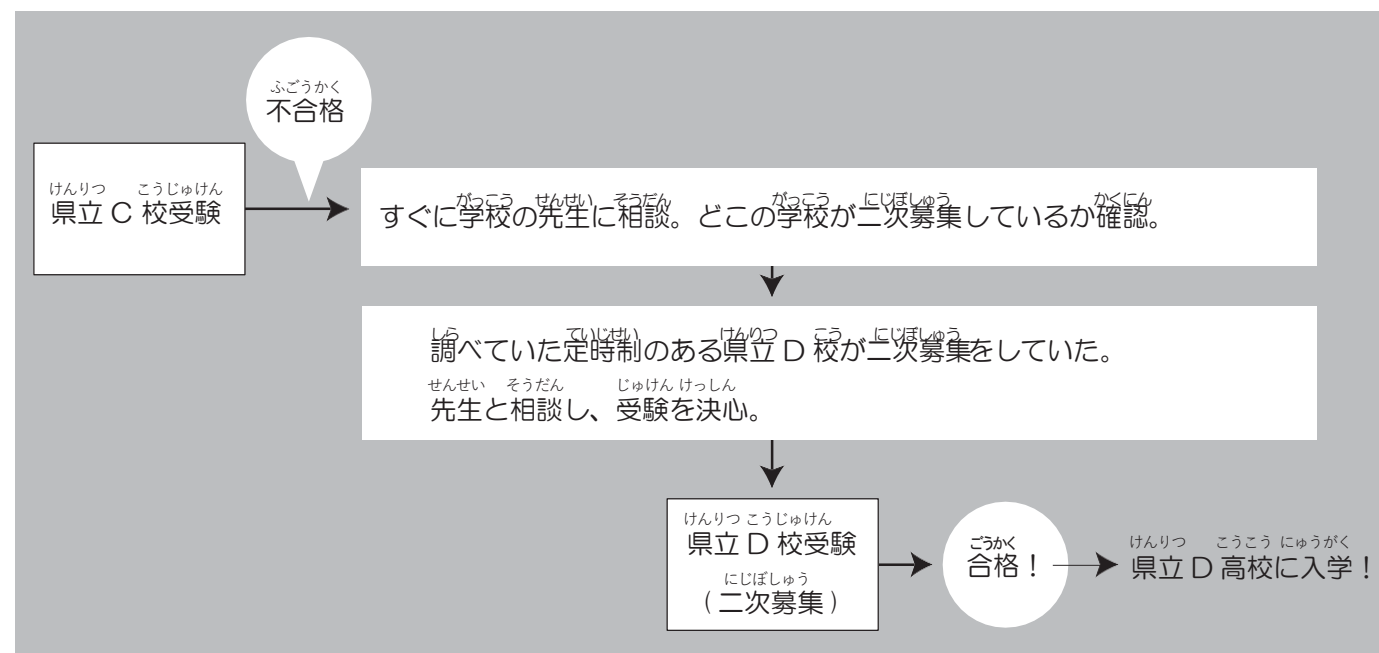 ふごうかく
不合格
けんりつ こうじゅけん
県立 C 校受験
がっこう せんせい そうだん がっこう にじぼしゅう かくにん
すぐに学校の先生に相談。どこの学校が二次募集しているか確認。
しら ていじせい けんりつ こう にじぼしゅう
調べていた定時制のある県立 D 校が二次募集をしていた。
せんせい そうだん じゅけん けっしん
先生と相談し、受験を決心。
けんりつ こうじゅけん
県立 D 校受験
にじぼしゅう
(二次募集)
ごうかく
合格!
けんりつ こうこう にゅうがく
県立 D 高校に入学!